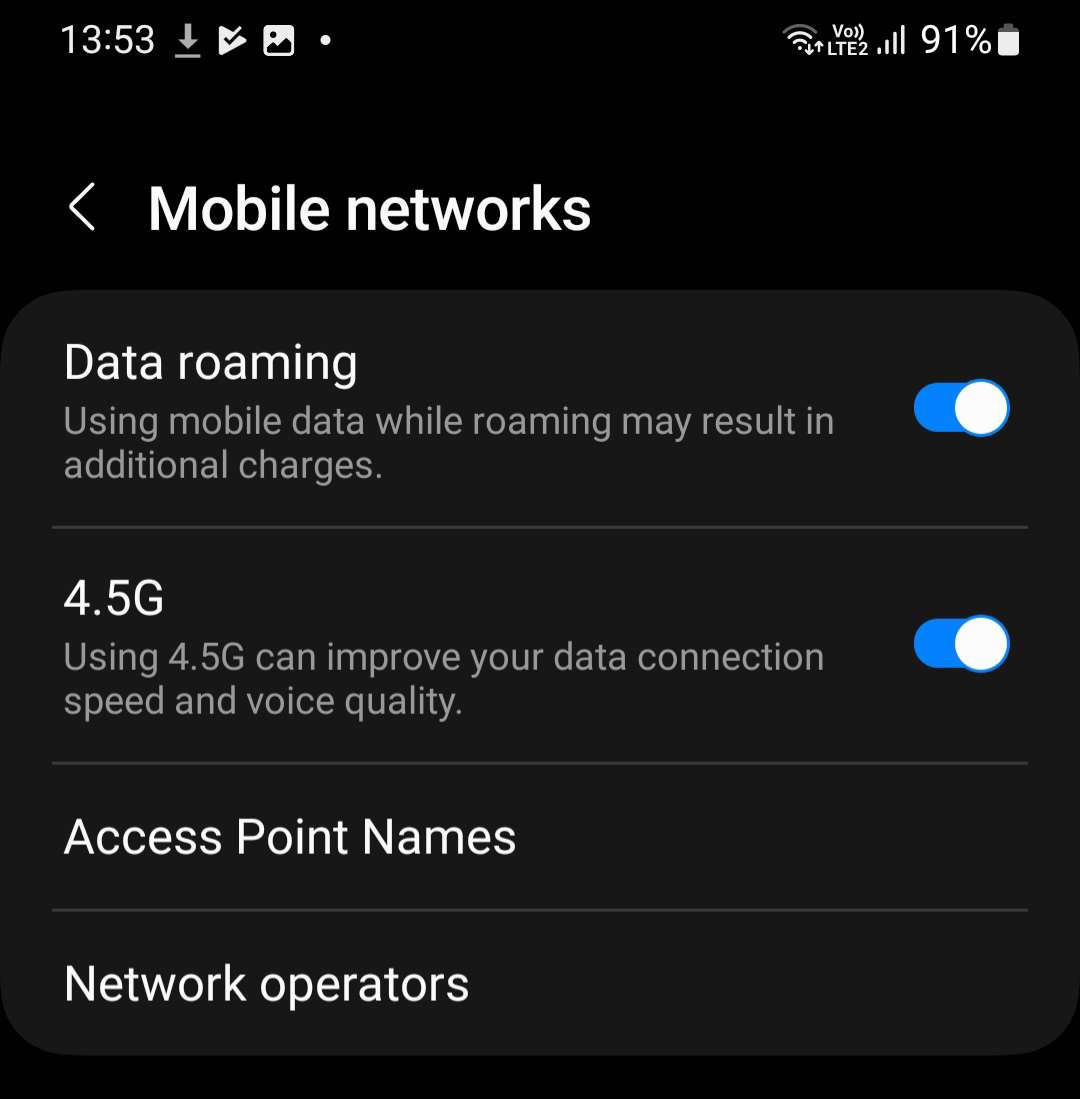 13:53 Vo)) LTE2 91%
Mobile networks
Data roaming
Using mobile data while roaming may result in
additional charges.
4.5G
Using 4.5G can improve your data connection
speed and voice quality.
Access Point Names
Network operators